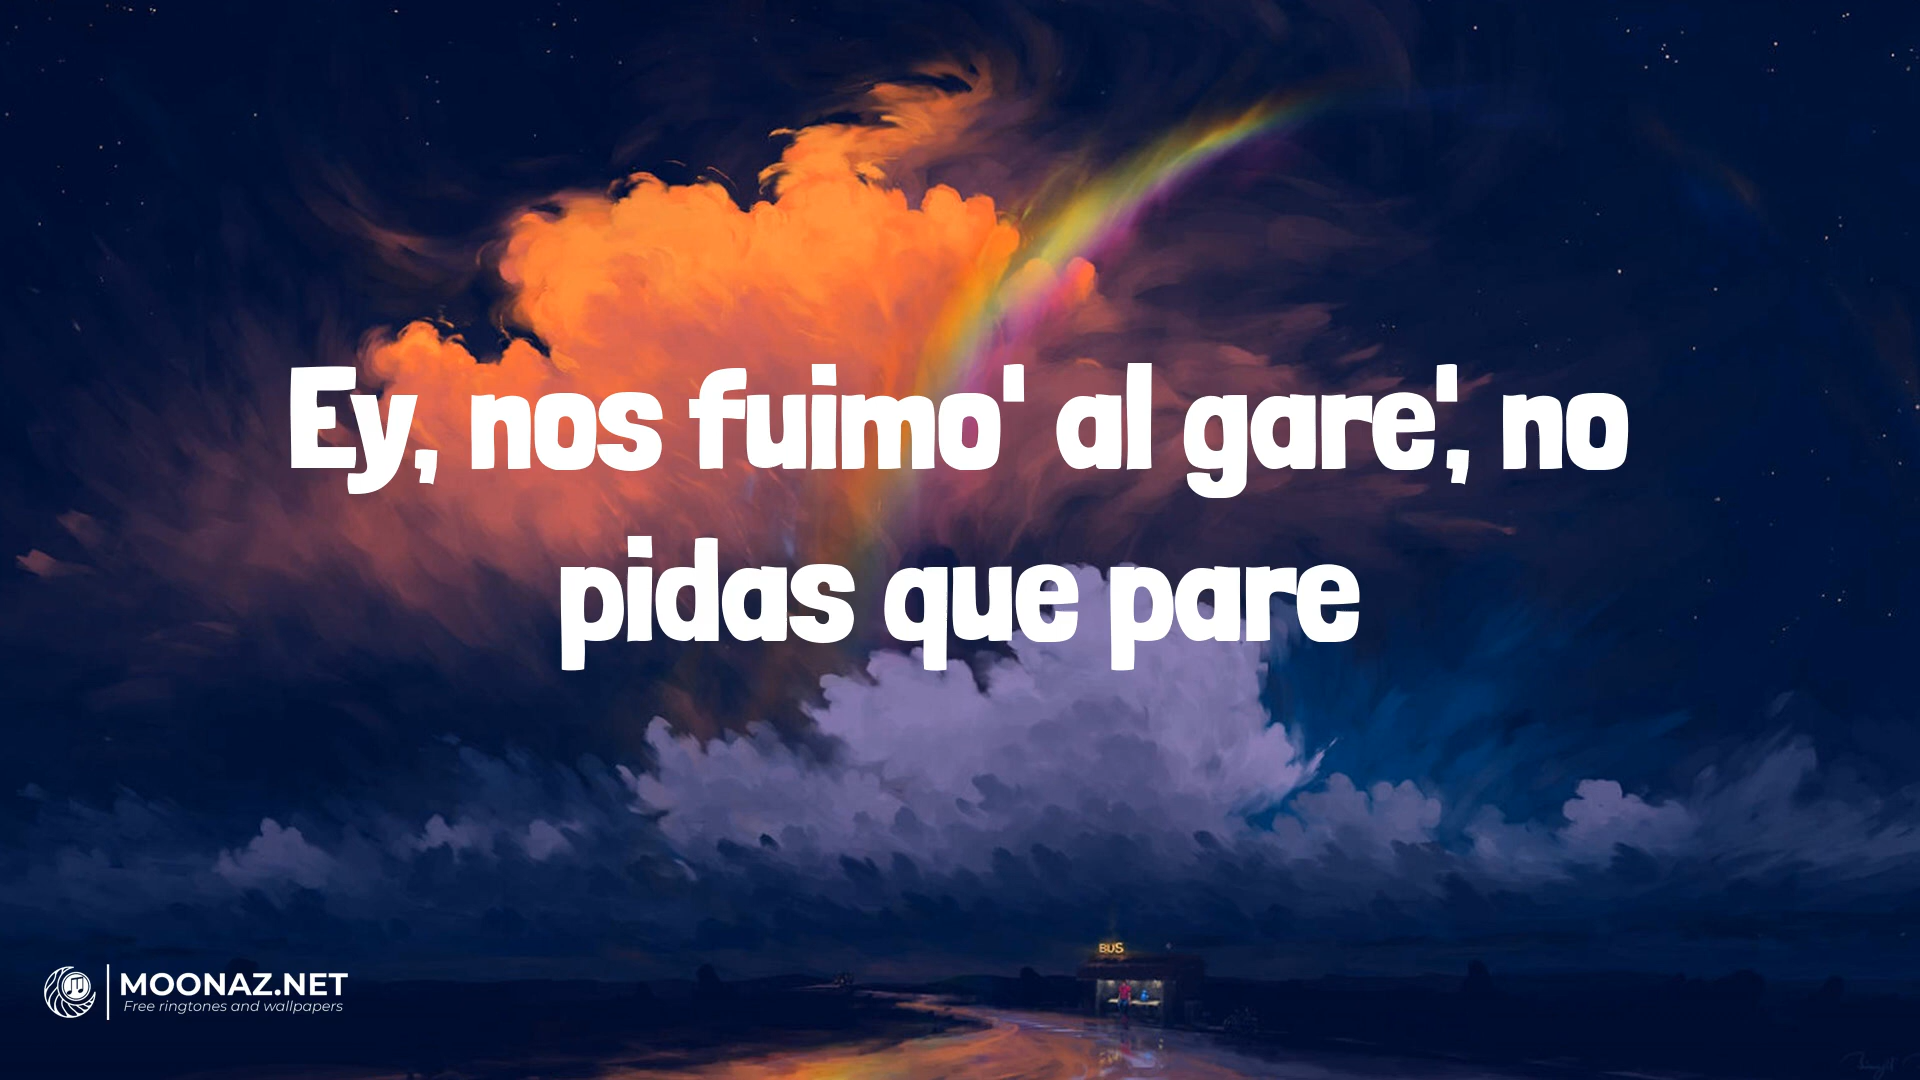 Ey, nos fuimo' al gare', no
pidas que pare
BUS
MOONAZ.NET
Free ringtones and wallpapers